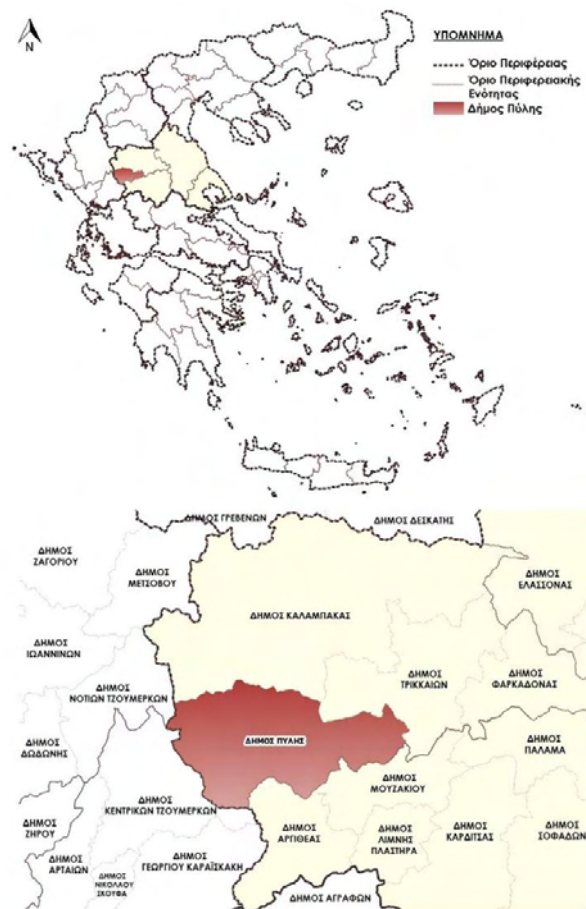 N
ΥΠΟΜΝΗΜΑ
Όριο Περιφέρειας
Όριο Περιφερειακής
Ενότητας
Δήμος Πύλης
ΔΗΜΟΣ ΓΡΕΒΕΝΩΝ
ΔΗΜΟΣ ΔΕΣΚΑΤΗΣ
ΔΗΜΟΣ
ΖΑΓΟΡΙΟΥ
ΔΗΜΟΣ
ΜΕΤΣΟΒΟΥ
ΔΗΜΟΣ
ΕΛΑΣΣΟΝΑΣ
ΔΗΜΟΣ ΚΑΛΑΜΠΑΚΑΣ
ΔΗΜΟΣ
ΙΩΑΝΝΙΝΩΝ
ΔΗΜΟΣ
ΤΡΙΚΚΑΙΩΝ
ΔΗΜΟΣ
ΦΑΡΚΑΔΟΝΑΣ
ΔΗΜΟΣ
ΝΟΤΙΩΝ ΤΖΟΥΜΕΡΚΩΝ
ΔΗΜΟΣ
ΔΩΔΩΝΗΣ
ΔΗΜΟΣ ΠΥΛΗΣ
ΔΗΜΟΣ
ΠΑΛΑΜΑ
ΔΗΜΟΣ
ΜΟΥΖΑΚΙΟΥ
ΔΗΜΟΣ
ΚΕΝΤΡΙΚΩΝ ΤΖΟΥΜΕΡΚΩΝ
ΔΗΜΟΣ
ΖΗΡΟΥ
ΔΗΜΟΣ
ΑΡΓΙΘΕΑΣ
ΔΗΜΟΣ
ΛΙΜΝΗΣ
ΠΛΑΣΤΗΡΑ
ΔΗΜΟΣ
ΚΑΡΔΙΤΣΑΣ
ΔΗΜΟΣ
ΣΟΦΑΔΩΝ
ΔΗΜΟΣ
ΑΡΤΑΙΩΝ
ΔΗΜΟΣ
ΓΕΩΡΓΙΟΥ ΚΑΡΑΪΣΚΑΚΗ
ΔΗΜΟΣ
ΝΙΚΟΛΑΟΥ
ΣΚΟΥΦΑ
ΔΗΜΟΣ ΑΓΡΑΦΩΝ